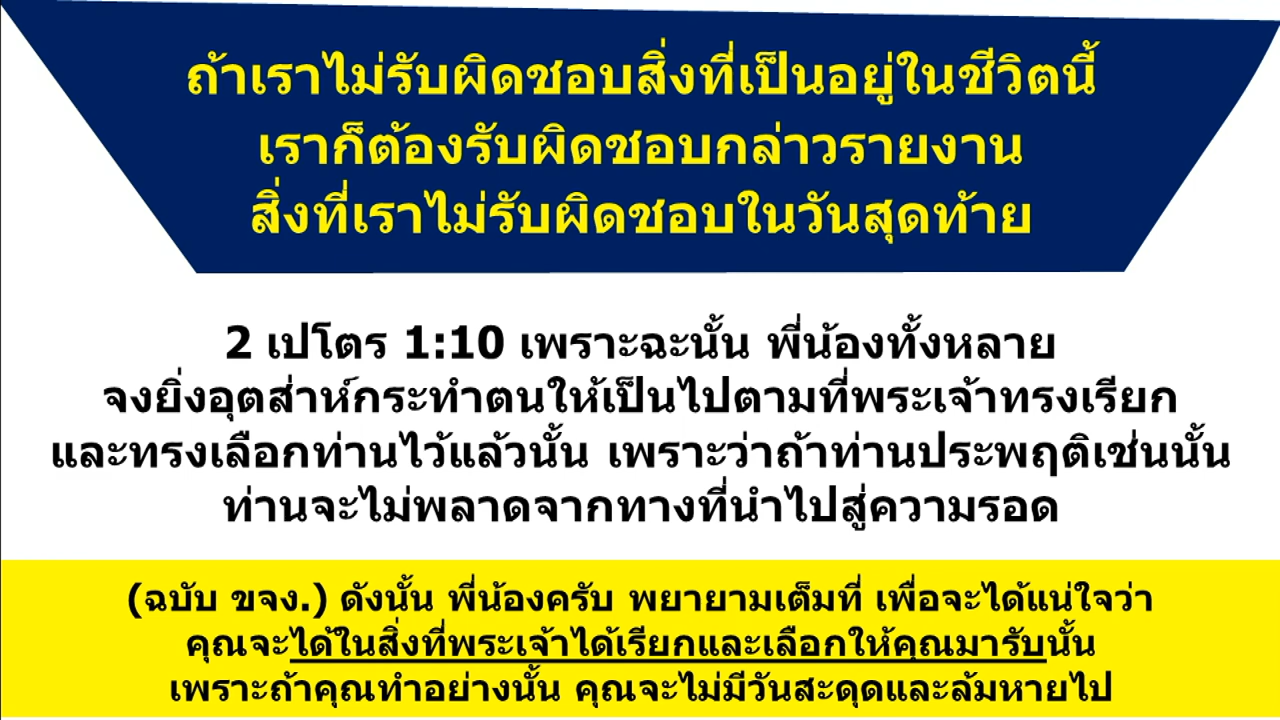 ถ้าเราไม่รับผิดชอบสิ่งที่เป็นอยู่ในชีวิตนี้
เราก็ต้องรับผิดชอบกล่าวรายงาน
สิ่งที่เราไม่รับผิดชอบในวันสุดท้าย
2 เปโตร 1:10 เพราะฉะนั้น พี่น้องทั้งหลาย
จงยิ่งอุตส่าห์กระทำตนให้เป็นไปตามที่พระเจ้าทรงเรียก
และทรงเลือกท่านไว้แล้วนั้น เพราะว่าถ้าท่านประพฤติเช่นนั้น
ท่านจะไม่พลาดจากทางที่นำไปสู่ความรอด
(ฉบับ ขจง.) ดังนั้น พี่น้องครับ พยายามเต็มที่ เพื่อจะได้แน่ใจว่า
คุณจะได้ในสิ่งที่พระเจ้าได้เรียกและเลือกให้คุณมารับนั้น
เพราะถ้าคุณทำอย่างนั้น คุณจะไม่มีวันสะดุดและล้มหายไป